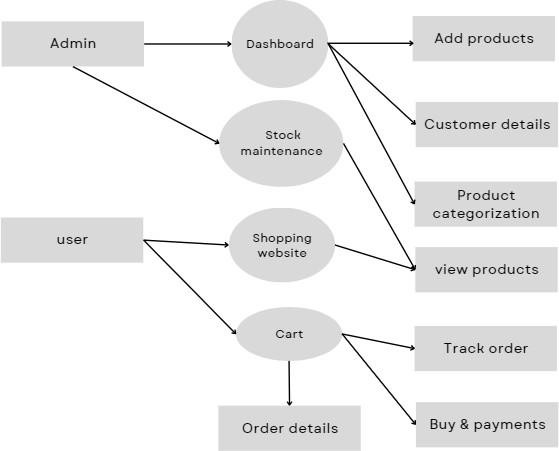 Admin
Dashboard
Add products
Customer details
Stock
maintenance
Product
categorization
user
Shopping
website
view products
Cart
Track order
Order details
Buy & payments